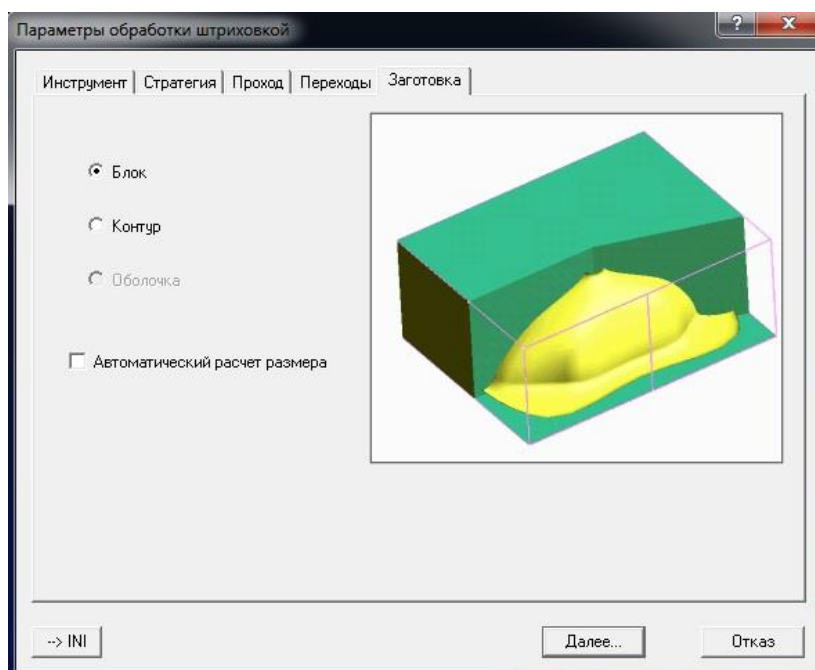 Параметры обработки штриховкой
?
x
Инструмент Стратегия Проход Переходы Заготовка
Блок
Контур
Оболочка
Автоматический расчет размера
--> INI Далее... Отказ